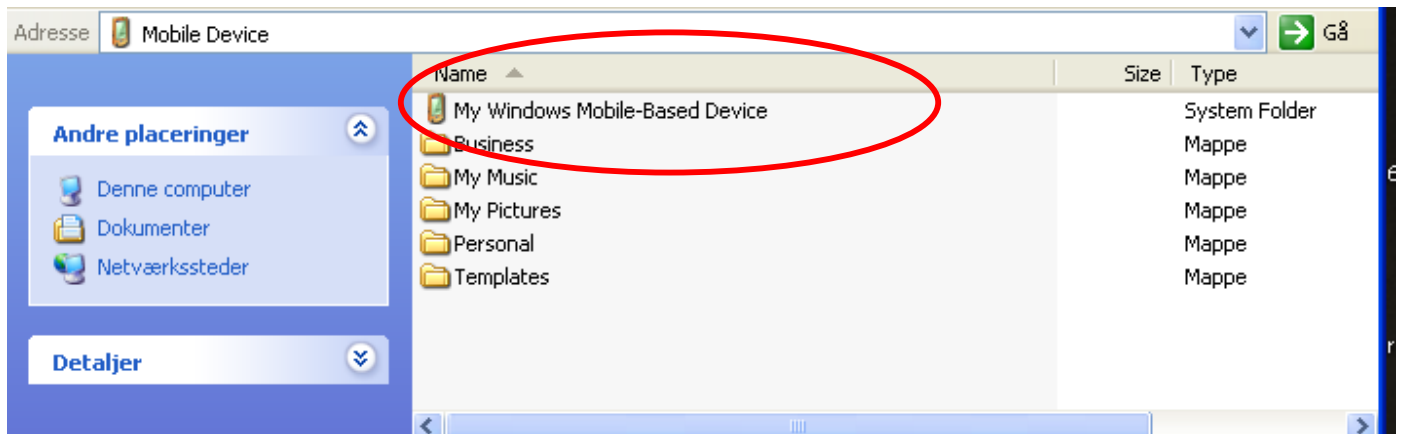 Adresse Mobile Device Gå
Name Size Type
My Windows Mobile-Based Device System Folder
Business Mappe
My Music Mappe
My Pictures Mappe
Personal Mappe
Templates Mappe
Andre placeringer
Denne computer
Dokumenter
Netværkssteder
Detaljer